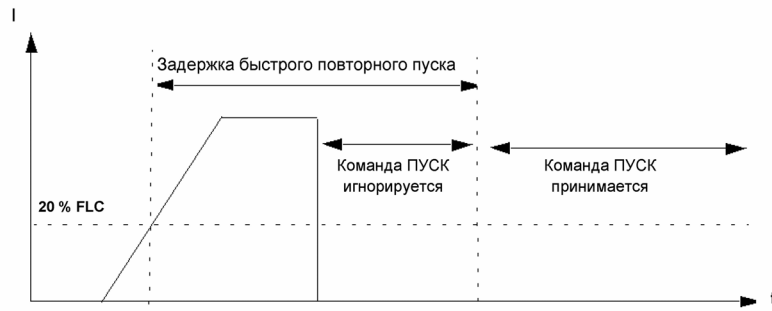 I
Задержка быстрого повторного пуска
Команда ПУСК
игнорируется
Команда ПУСК
принимается
20 % FLC